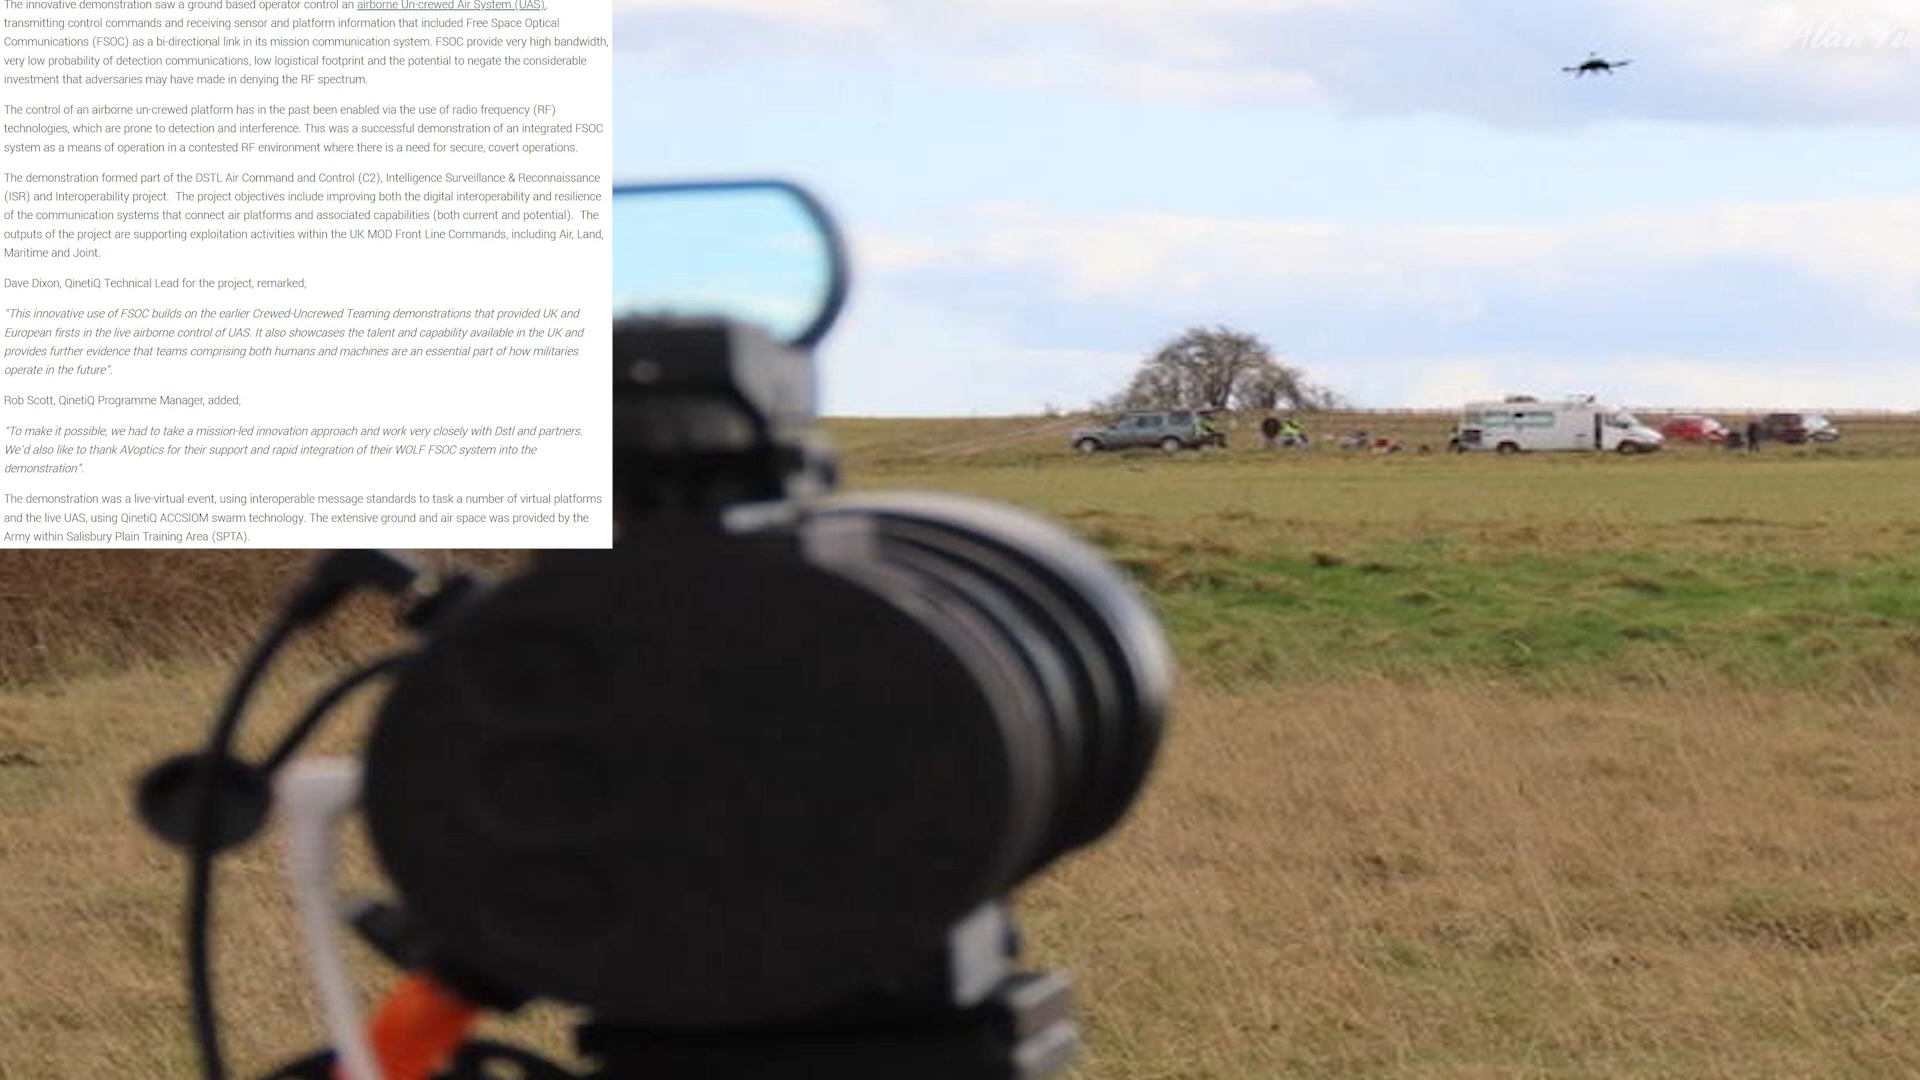 The innovative demonstration saw a ground based operator control an airborne Un-crewed Air System (UAS),
transmitting control commands and receiving sensor and platform information that included Free Space Optical
Communications (FSOC) as a bi-directional link in its mission communication system. FSOC provide very high bandwidth,
very low probability of detection communications, low logistical footprint and the potential to negate the considerable
investment that adversaries may have made in denying the RF spectrum.
The control of an airborne un-crewed platform has in the past been enabled via the use of radio frequency (RF)
technologies, which are prone to detection and interference. This was a successful demonstration of an integrated FSOC
system as a means of operation in a contested RF environment where there is a need for secure, covert operations.
The demonstration formed part of the DSTL Air Command and Control (C2), Intelligence Surveillance & Reconnaissance
(ISR) and Interoperability project. The project objectives include improving both the digital interoperability and resilience
of the communication systems that connect air platforms and associated capabilities (both current and potential). The
outputs of the project are supporting exploitation activities within the UK MOD Front Line Commands, including Air, Land,
Maritime and Joint.
Dave Dixon, QinetiQ Technical Lead for the project, remarked,
“This innovative use of FSOC builds on the earlier Crewed-Uncrewed Teaming demonstrations that provided UK and
European firsts in the live airborne control of UAS. It also showcases the talent and capability available in the UK and
provides further evidence that teams comprising both humans and machines are an essential part of how militaries
operate in the future”.
Rob Scott, QinetiQ Programme Manager, added,
“To make it possible, we had to take a mission-led innovation approach and work very closely with Dstl and partners.
We’d also like to thank AVoptics for their support and rapid integration of their WOLF FSOC system into the
demonstration”.
The demonstration was a live-virtual event, using interoperable message standards to task a number of virtual platforms
and the live UAS, using QinetiQ ACCSIOM swarm technology. The extensive ground and air space was provided by the
Army within Salisbury Plain Training Area (SPTA).